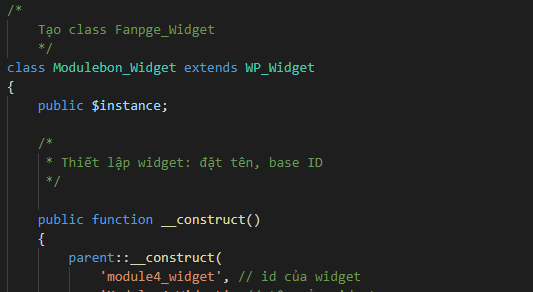 /*
Tạo class Fanpge_Widget
*/
class Modulebon_Widget extends WP_Widget
{
public $instance;
/*
* Thiết lập widget: đặt tên, base ID
*/
public function __construct()
{
parent::__construct(
'module4_widget', // id của widget